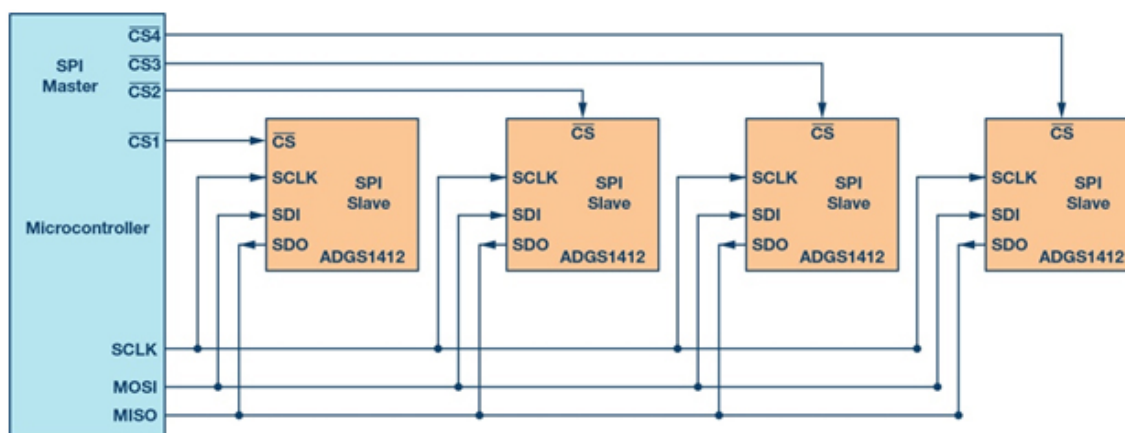 CS4
SPI
Master
CS3
CS2
CS1
Microcontroller
SCLK
MOSI
MISO
CS
SCLK
SPI
Slave
SDI
SDO
ADGS1412
CS
SCLK
SPI
Slave
SDI
SDO
ADGS1412
CS
SCLK
SPI
Slave
SDI
SDO
ADGS1412
CS
SCLK
SPI
Slave
SDI
SDO
ADGS1412